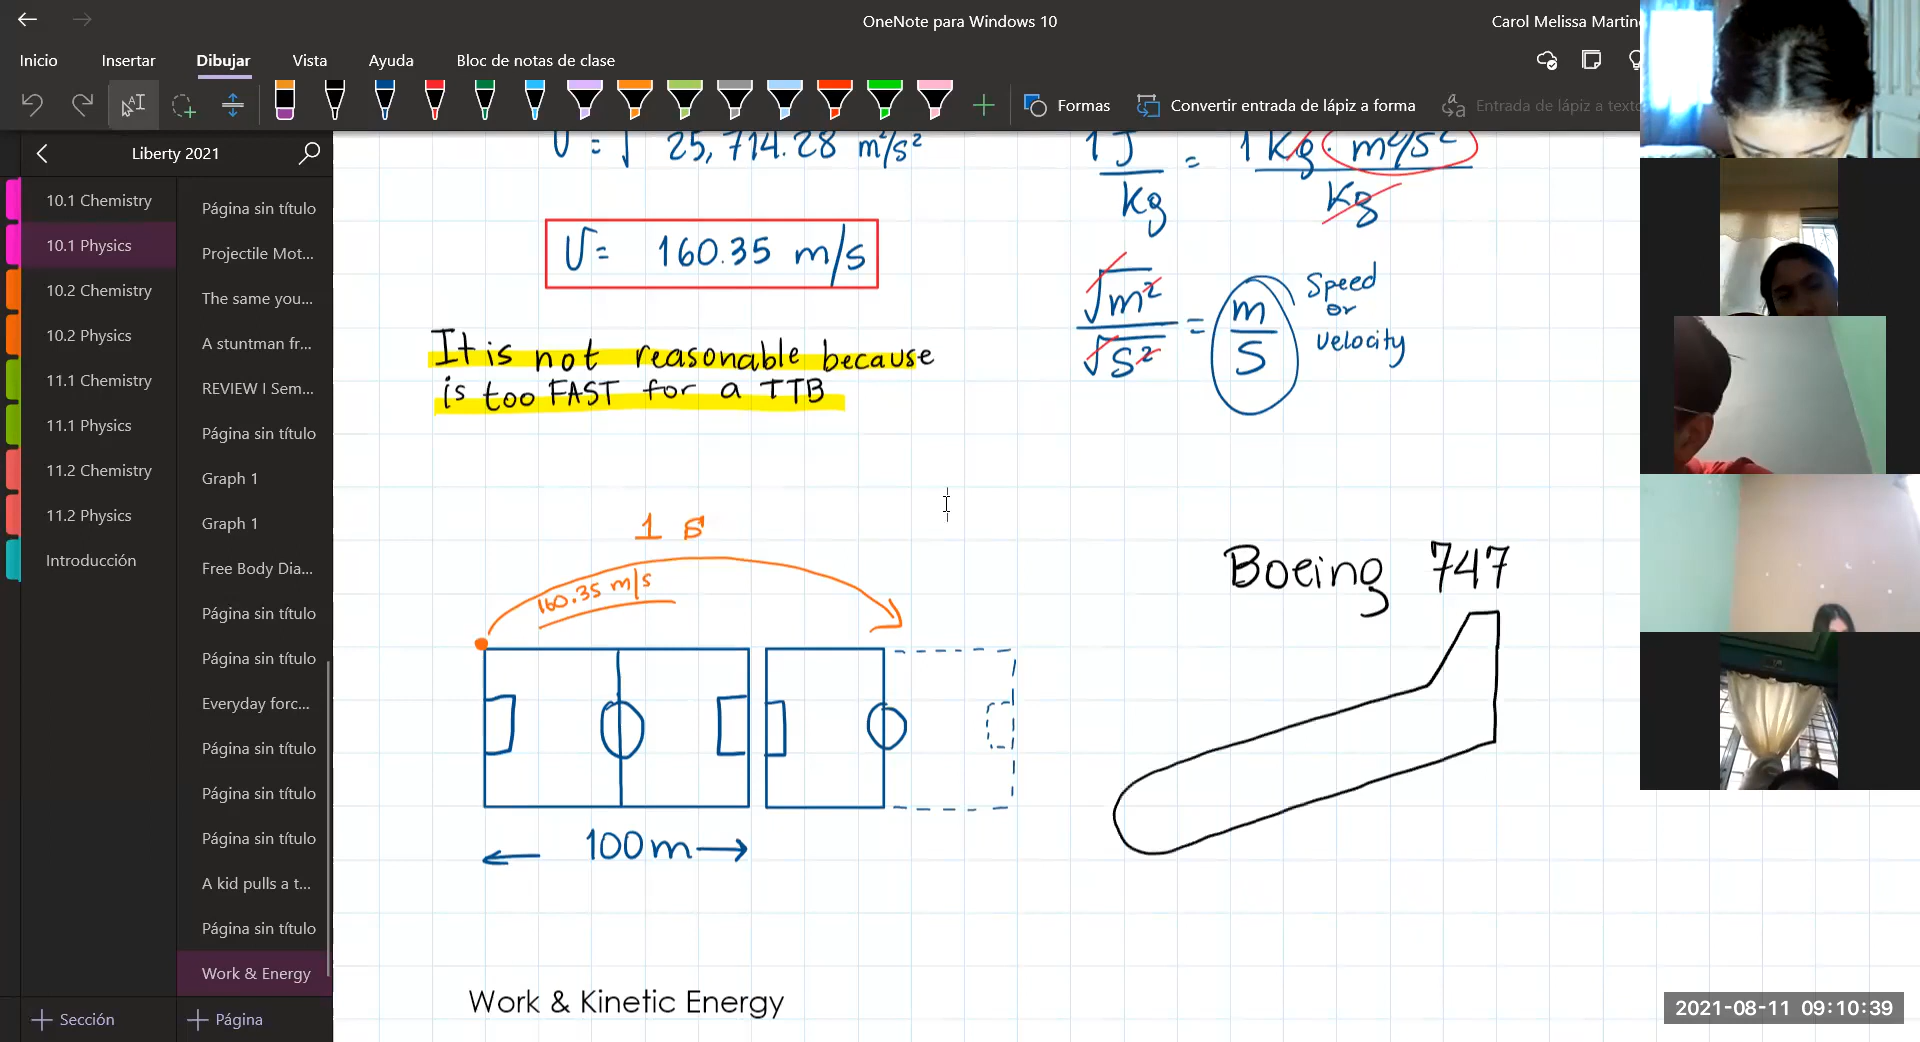 OneNote para Windows 10
Carol Melissa Martin
Inicio
Insertar
Dibujar
Vista
Ayuda
Bloc de notas de clase
Formas
Convertir entrada de lápiz a forma
Entrada de lápiz a texto
Liberty 2021
10.1 Chemistry
10.1 Physics
10.2 Chemistry
10.2 Physics
11.1 Chemistry
11.1 Physics
11.2 Chemistry
11.2 Physics
Introducción
Sección
Página sin título
Projectile Mot...
The same you...
A stuntman fr...
REVIEW I Sem...
Página sin título
Graph 1
Graph 1
Free Body Dia...
Página sin título
Página sin título
Everyday forc...
Página sin título
Página sin título
Página sin título
A kid pulls a t...
Página sin título
Work & Energy
Página
v = √ 25,714.28 m²/s²
v = 160.35 m/s
It is not reasonable because
is too FAST for a TTB
1 J / kg = 1 kg · m²/s² / kg
√m² / √s² = m / s
Speed
or
velocity
1 s
160.35 m/s
100m
Boeing 747
Work & Kinetic Energy
2021-08-11 09:10:39